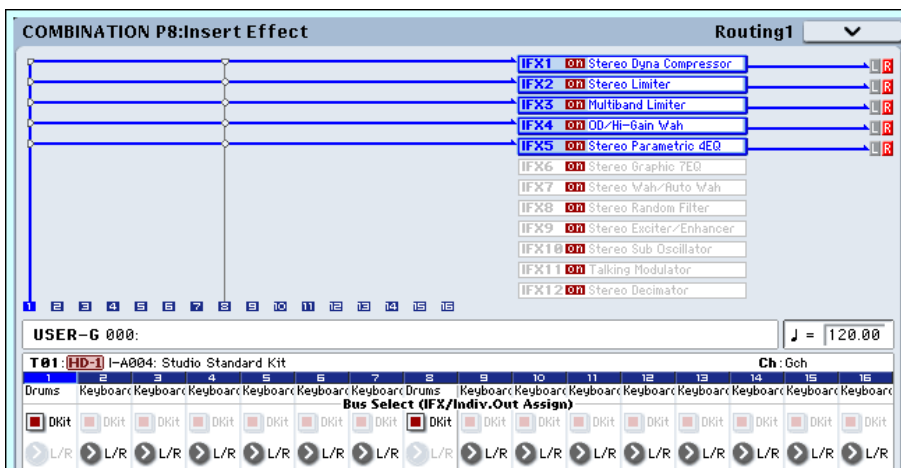 COMBINATION P8:Insert Effect Routing1
IFX1 on Stereo Dyna Compressor L R
IFX2 on Stereo Limiter L R
IFX3 on Multiband Limiter L R
IFX4 on OD/Hi-Gain Wah L R
IFX5 on Stereo Parametric 4EQ L R
IFX6 on Stereo Graphic 7EQ
IFX7 on Stereo Wah/Auto Wah
IFX8 on Stereo Random Filter
IFX9 on Stereo Exciter/Enhancer
IFX10 on Stereo Sub Oscillator
IFX11 on Talking Modulator
IFX12 on Stereo Decimator
1 2 3 4 5 6 7 8 9 10 11 12 13 14 15 16
USER-G 000: ♩ = 120.00
T01: HD-1 I-A004: Studio Standard Kit Ch:Gch
1 2 3 4 5 6 7 8 9 10 11 12 13 14 15 16
Drums Keyboard Keyboard Keyboard Keyboard Keyboard Keyboard Drums Keyboard Keyboard Keyboard Keyboard Keyboard Keyboard Keyboard Keyboard
Bus Select (IFX/Indiv.Out Assign)
DKit DKit DKit DKit DKit DKit DKit DKit DKit DKit DKit DKit DKit DKit DKit DKit
L/R L/R L/R L/R L/R L/R L/R L/R L/R L/R L/R L/R L/R L/R L/R L/R